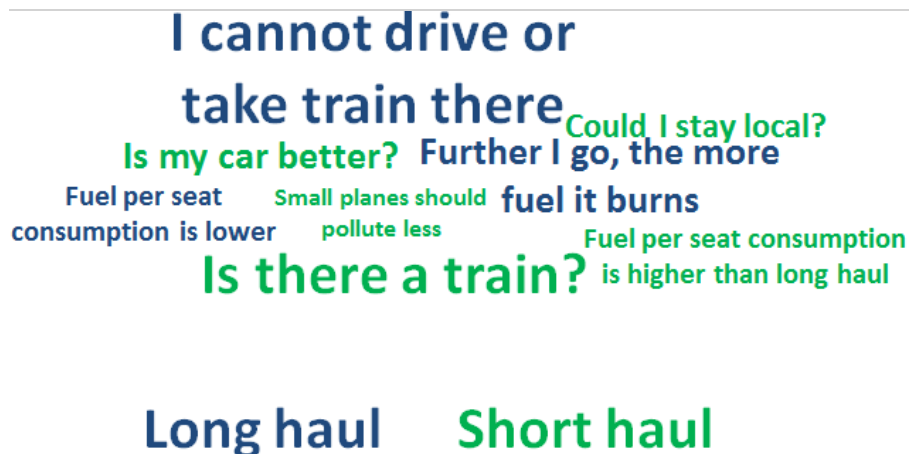 I cannot drive or
take train there
Could I stay local?
Is my car better?
Further I go, the more
fuel it burns
Fuel per seat
consumption is lower
Small planes should
pollute less
Fuel per seat consumption
is higher than long haul
Is there a train?
Long haul
Short haul